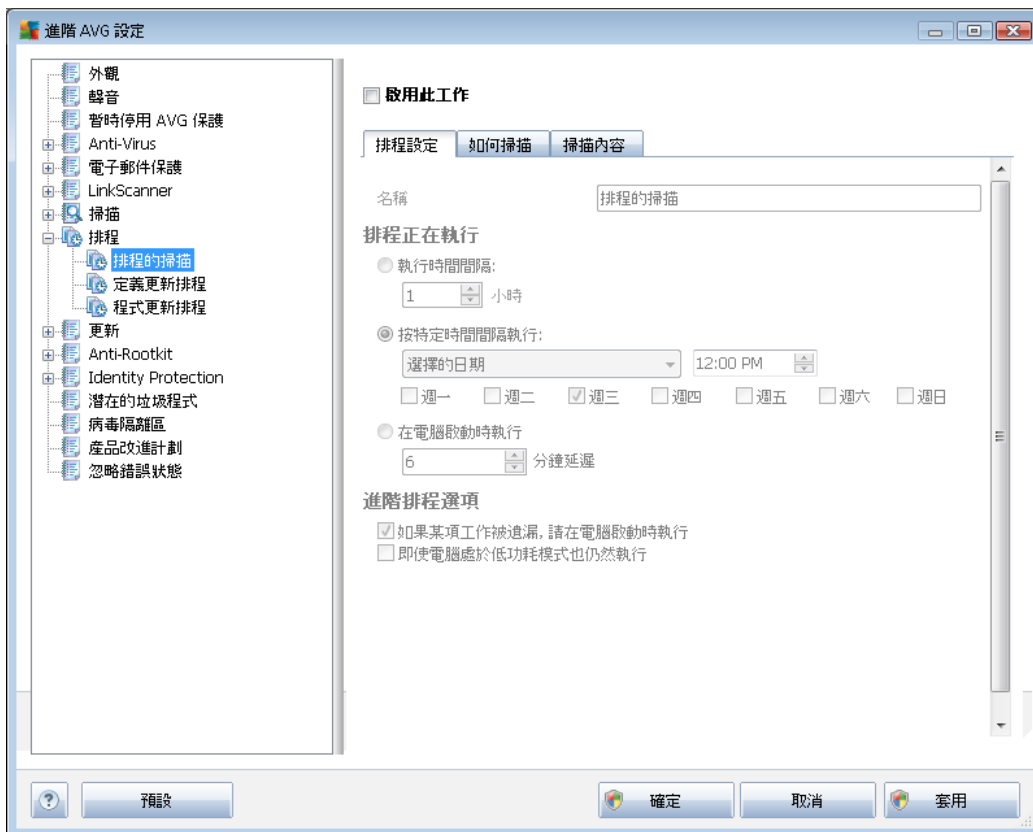 進階 AVG 設定
外觀
聲音
暫時停用 AVG 保護
Anti-Virus
電子郵件保護
LinkScanner
掃描
排程
排程的掃描
定義更新排程
程式更新排程
更新
Anti-Rootkit
Identity Protection
潛在的垃圾程式
病毒隔離區
產品改進計劃
忽略錯誤狀態
啟用此工作
排程設定 如何掃描 掃描內容
名稱 排程的掃描
排程正在執行
執行時間間隔:
1 小時
按特定時間間隔執行:
選擇的日期 12:00 PM
週一 週二 週三 週四 週五 週六 週日
在電腦啟動時執行
6 分鐘延遲
進階排程選項
如果某項工作被遺漏, 請在電腦啟動時執行
即使電腦處於低功耗模式也仍然執行
? 預設 確定 取消 套用